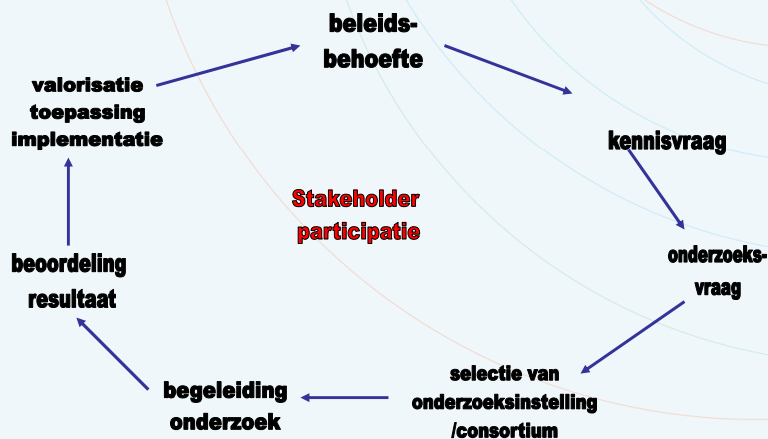 beleids-
behoefte
kennisvraag
onderzoeks-
vraag
selectie van
onderzoeksinstelling
/consortium
begeleiding
onderzoek
beoordeling
resultaat
valorisatie
toepassing
implementatie
Stakeholder
participatie